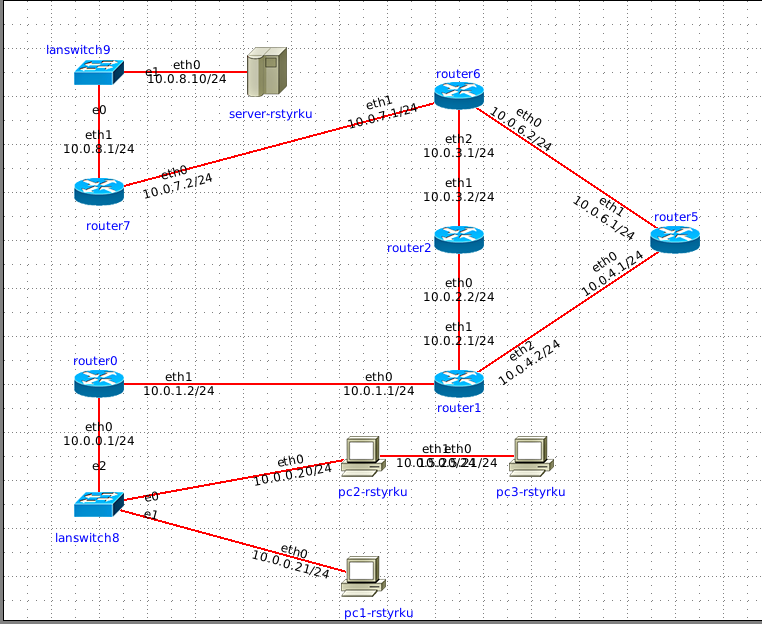 lanswitch9
eth0
e1
10.0.8.10/24
server-rstyrku
e0
eth1
10.0.8.1/24
router7
eth0
10.0.7.2/24
eth1
10.0.7.1/24
router6
eth0
10.0.6.2/24
eth2
10.0.3.1/24
eth1
10.0.3.2/24
router2
eth1
10.0.6.1/24
router5
eth0
10.0.4.1/24
eth0
10.0.2.2/24
eth1
10.0.2.1/24
eth2
10.0.4.2/24
router0
eth1
10.0.1.2/24
eth0
10.0.1.1/24
router1
eth0
10.0.0.1/24
e2
e0
e1
lanswitch8
eth0
10.0.0.20/24
pc2-rstyrku
eth1
eth0
pc3-rstyrku
eth0
10.0.0.21/24
pc1-rstyrku